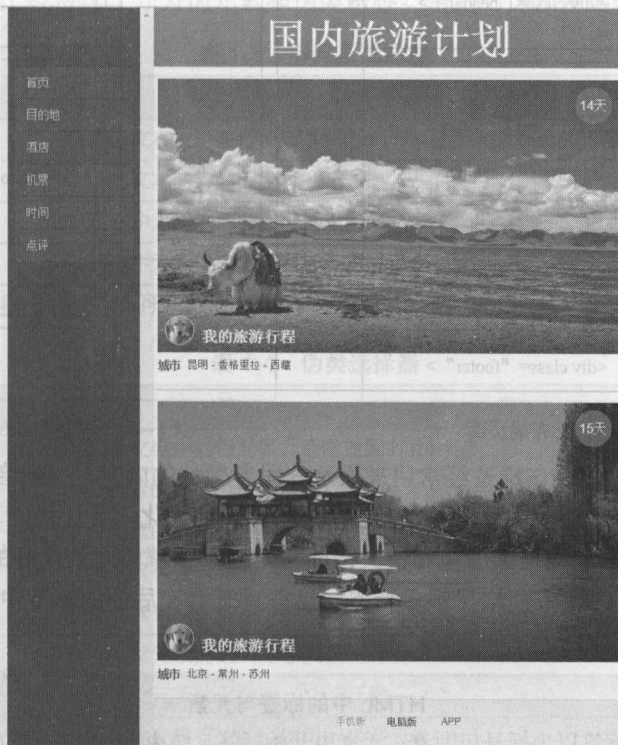 国内旅游计划
首页
目的地
酒店
机票
时间
点评
14天
我的旅游行程
城市 昆明 - 香格里拉 - 西藏
15天
我的旅游行程
城市 北京 - 常州 - 苏州
手机版 电脑版 APP